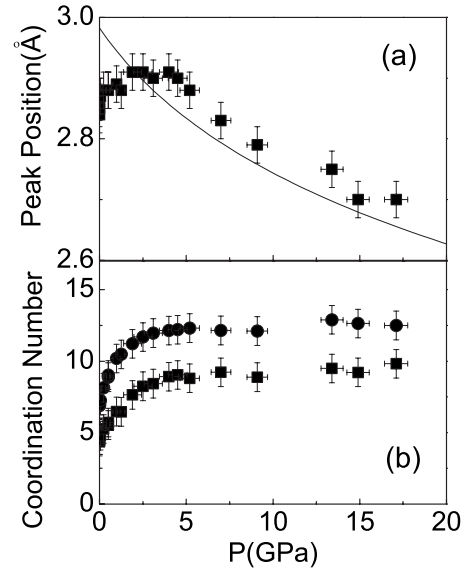 3.0
(a)
Peak Position(Å)
2.8
2.6
15
Coordination Number
10
5
(b)
0
0 5 10 15 20
P(GPa)